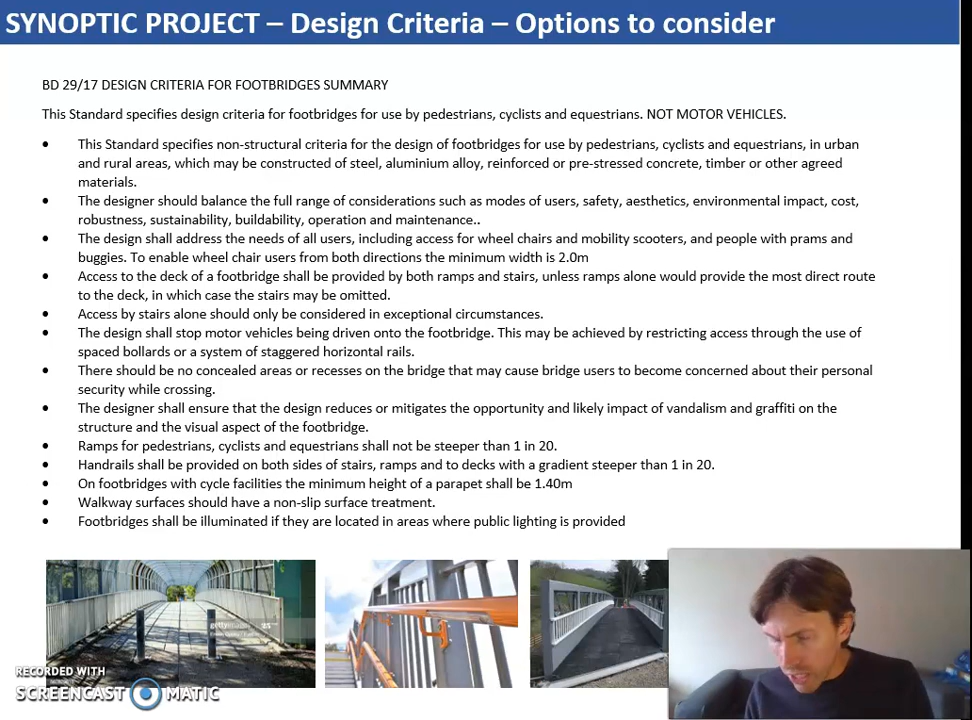 SYNOPTIC PROJECT – Design Criteria – Options to consider
BD 29/17 DESIGN CRITERIA FOR FOOTBRIDGES SUMMARY
This Standard specifies design criteria for footbridges for use by pedestrians, cyclists and equestrians. NOT MOTOR VEHICLES.
• This Standard specifies non-structural criteria for the design of footbridges for use by pedestrians, cyclists and equestrians, in urban
and rural areas, which may be constructed of steel, aluminium alloy, reinforced or pre-stressed concrete, timber or other agreed
materials.
• The designer should balance the full range of considerations such as modes of users, safety, aesthetics, environmental impact, cost,
robustness, sustainability, buildability, operation and maintenance..
• The design shall address the needs of all users, including access for wheel chairs and mobility scooters, and people with prams and
buggies. To enable wheel chair users from both directions the minimum width is 2.0m
• Access to the deck of a footbridge shall be provided by both ramps and stairs, unless ramps alone would provide the most direct route
to the deck, in which case the stairs may be omitted.
• Access by stairs alone should only be considered in exceptional circumstances.
• The design shall stop motor vehicles being driven onto the footbridge. This may be achieved by restricting access through the use of
spaced bollards or a system of staggered horizontal rails.
• There should be no concealed areas or recesses on the bridge that may cause bridge users to become concerned about their personal
security while crossing.
• The designer shall ensure that the design reduces or mitigates the opportunity and likely impact of vandalism and graffiti on the
structure and the visual aspect of the footbridge.
• Ramps for pedestrians, cyclists and equestrians shall not be steeper than 1 in 20.
• Handrails shall be provided on both sides of stairs, ramps and to decks with a gradient steeper than 1 in 20.
• On footbridges with cycle facilities the minimum height of a parapet shall be 1.40m
• Walkway surfaces should have a non-slip surface treatment.
• Footbridges shall be illuminated if they are located in areas where public lighting is provided
gettyimages
RECORDED WITH
SCREENCAST MATIC